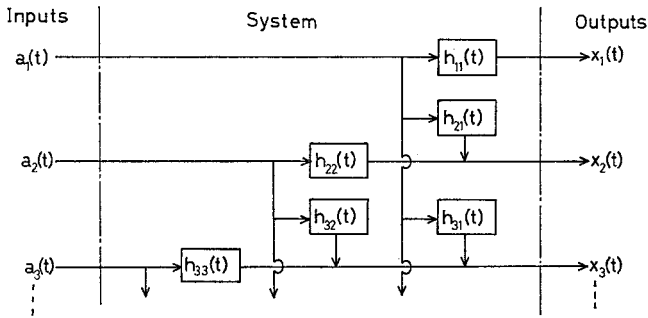 Inputs System Outputs
a₁(t) h₁₁(t) x₁(t)
h₂₁(t)
a₂(t) h₂₂(t) x₂(t)
h₃₂(t) h₃₁(t)
a₃(t) h₃₃(t) x₃(t)